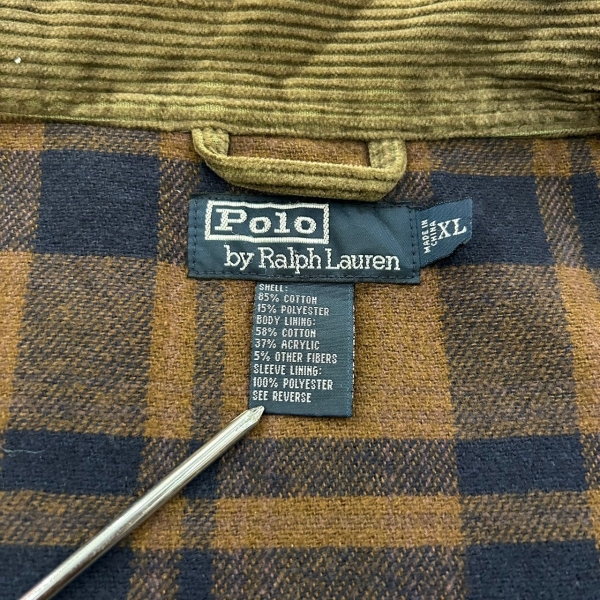 Polo
by Ralph Lauren
MADE IN
CHINA
XL
SHELL:
85% COTTON
15% POLYESTER
BODY LINING:
58% COTTON
37% ACRYLIC
5% OTHER FIBERS
SLEEVE LINING:
100% POLYESTER
SEE REVERSE